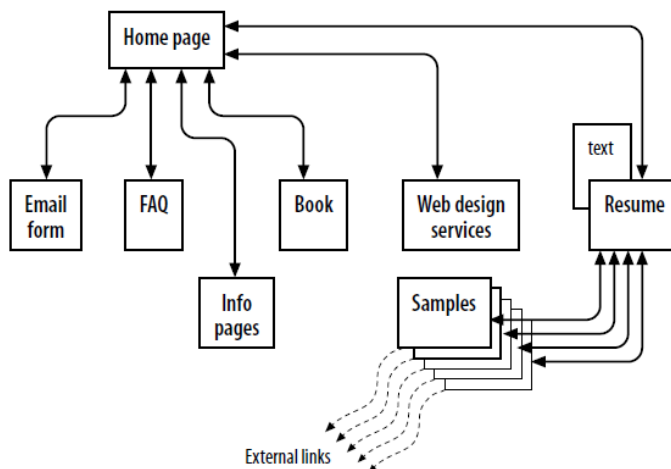 Home page
text
Email
form
FAQ
Book
Web design
services
Resume
Info
pages
Samples
External links